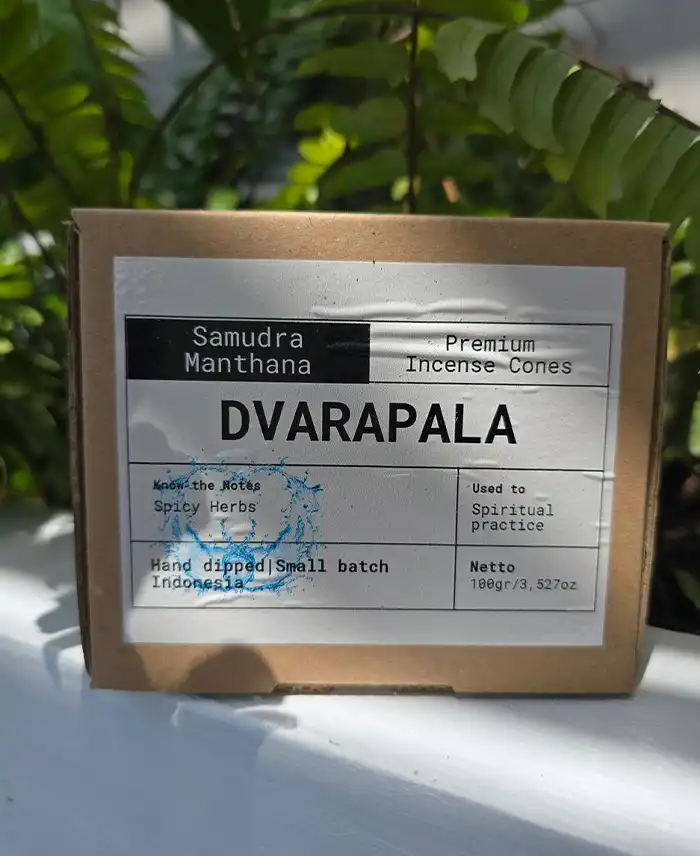 Samudra
Manthana
Premium
Incense Cones
DVARAPALA
Know the Notes
Spicy Herbs
Used to
Spiritual
practice
Hand dipped|Small batch
Indonesia
Netto
100gr/3,527oz